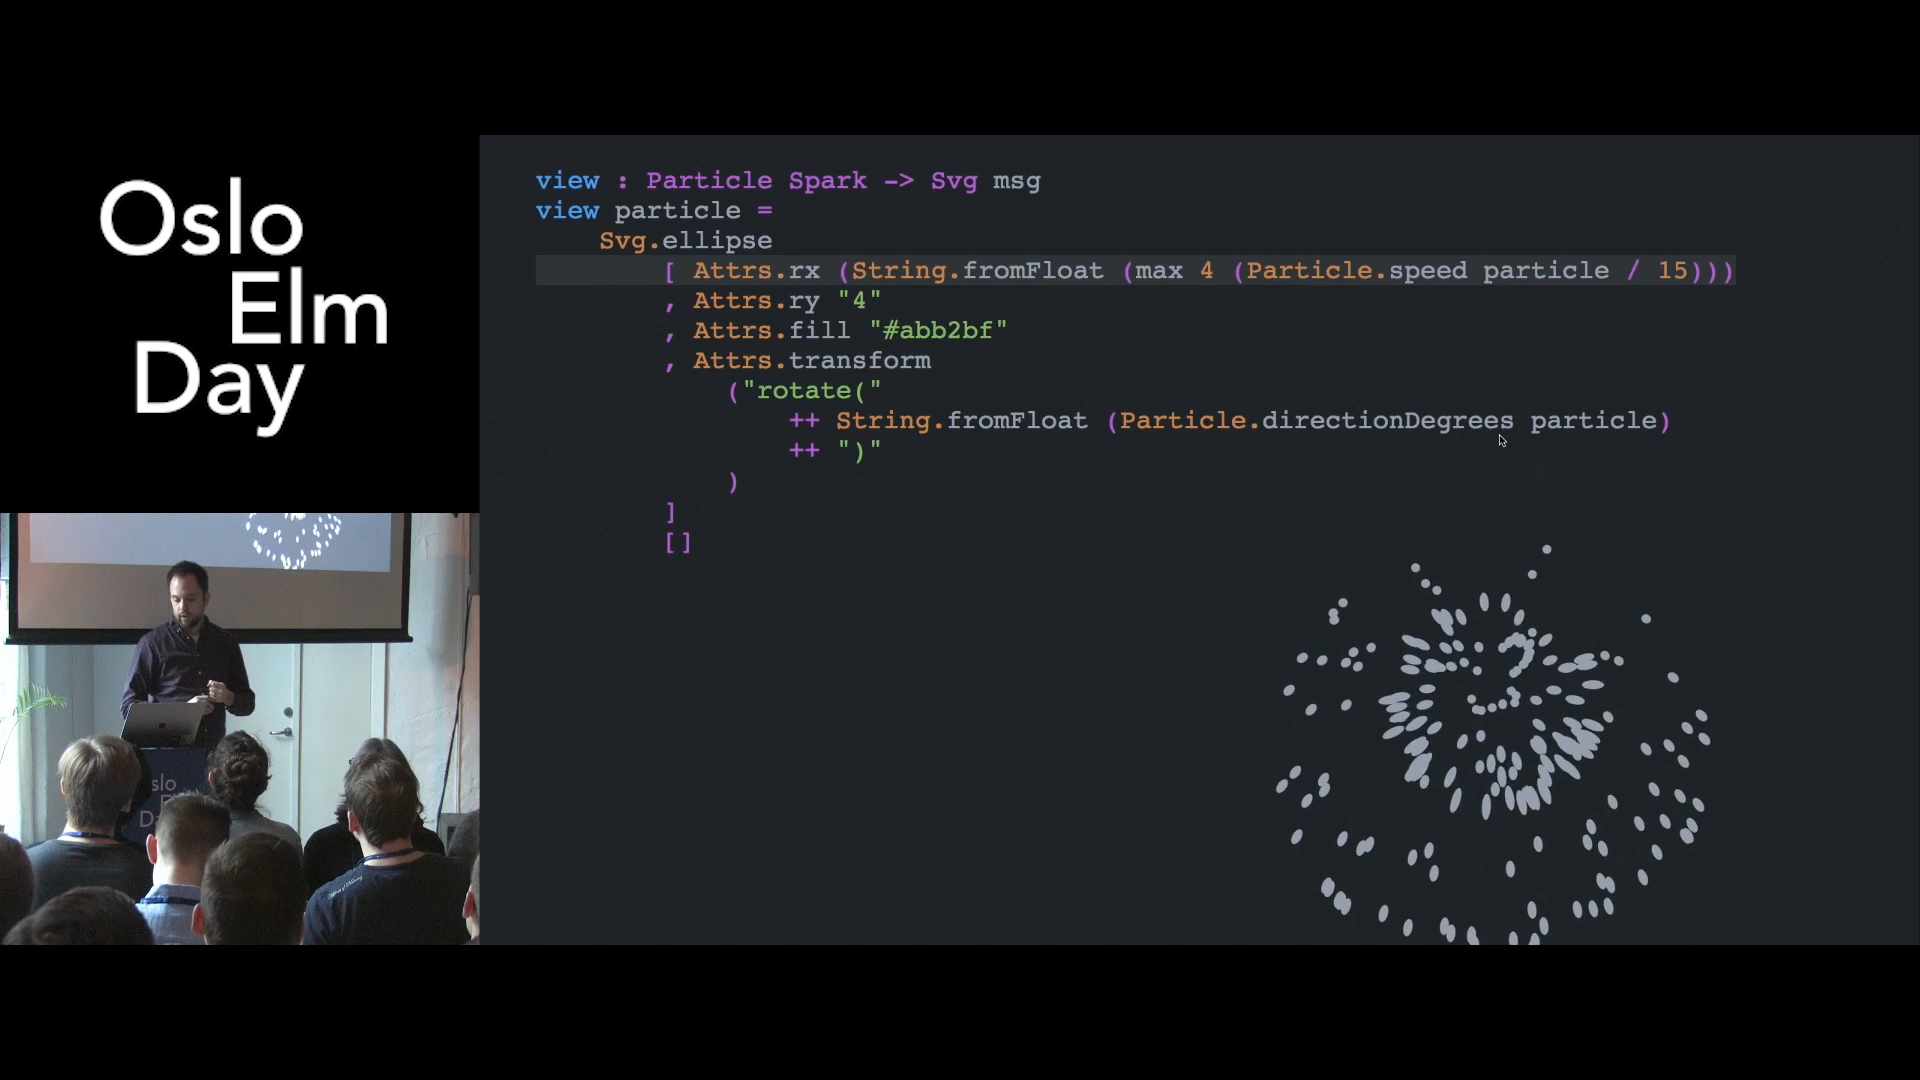 Oslo
Elm
Day
view : Particle Spark -> Svg msg
view particle =
    Svg.ellipse
        [ Attrs.rx (String.fromFloat (max 4 (Particle.speed particle / 15)))
        , Attrs.ry "4"
        , Attrs.fill "#abb2bf"
        , Attrs.transform
            ("rotate("
                ++ String.fromFloat (Particle.directionDegrees particle)
                ++ ")"
            )
        ]
        []
slo